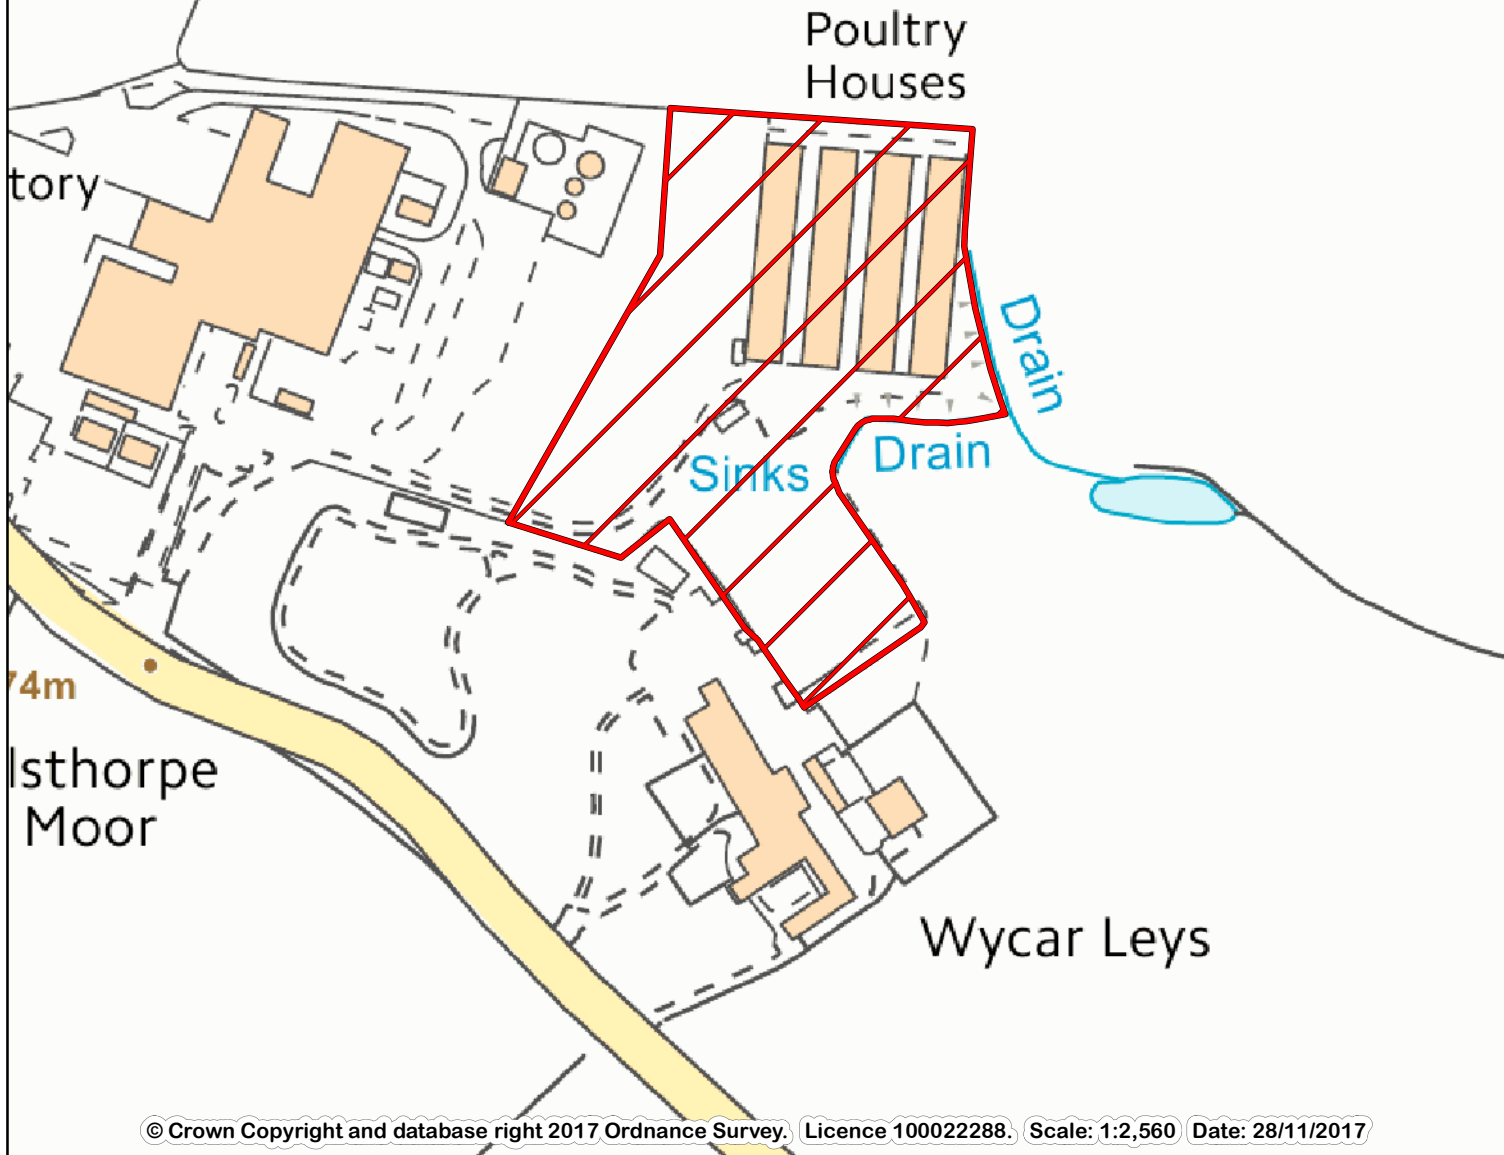 Poultry
Houses
tory
Drain
Drain
Sinks
74m
lsthorpe
Moor
Wycar Leys
© Crown Copyright and database right 2017 Ordnance Survey. Licence 100022288. Scale: 1:2,560 Date: 28/11/2017